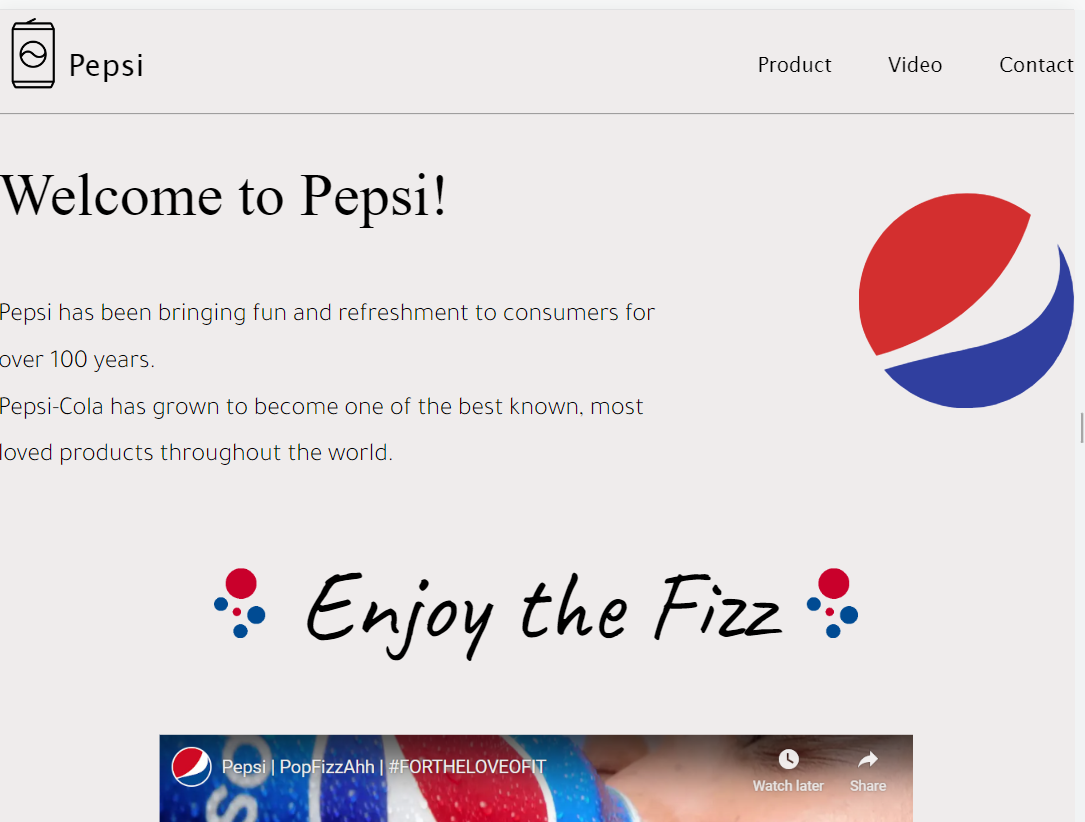 Pepsi
Product Video Contact
Welcome to Pepsi!
Pepsi has been bringing fun and refreshment to consumers for
over 100 years.
Pepsi-Cola has grown to become one of the best known, most
loved products throughout the world.
Enjoy the Fizz
Pepsi | PopFizzAhh | #FORTHELOVEOFIT
Watch later Share